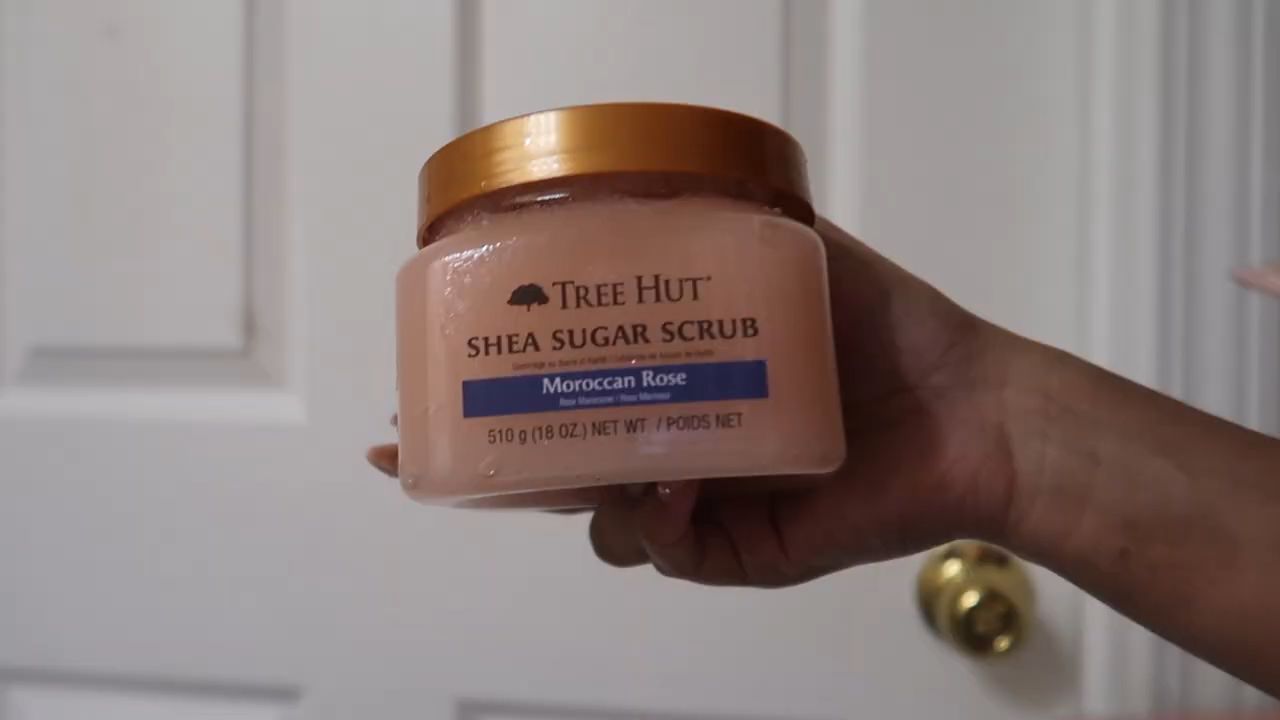 TREE HUT
SHEA SUGAR SCRUB
Moroccan Rose
510 g (18 OZ.) NET WT. / POIDS NET